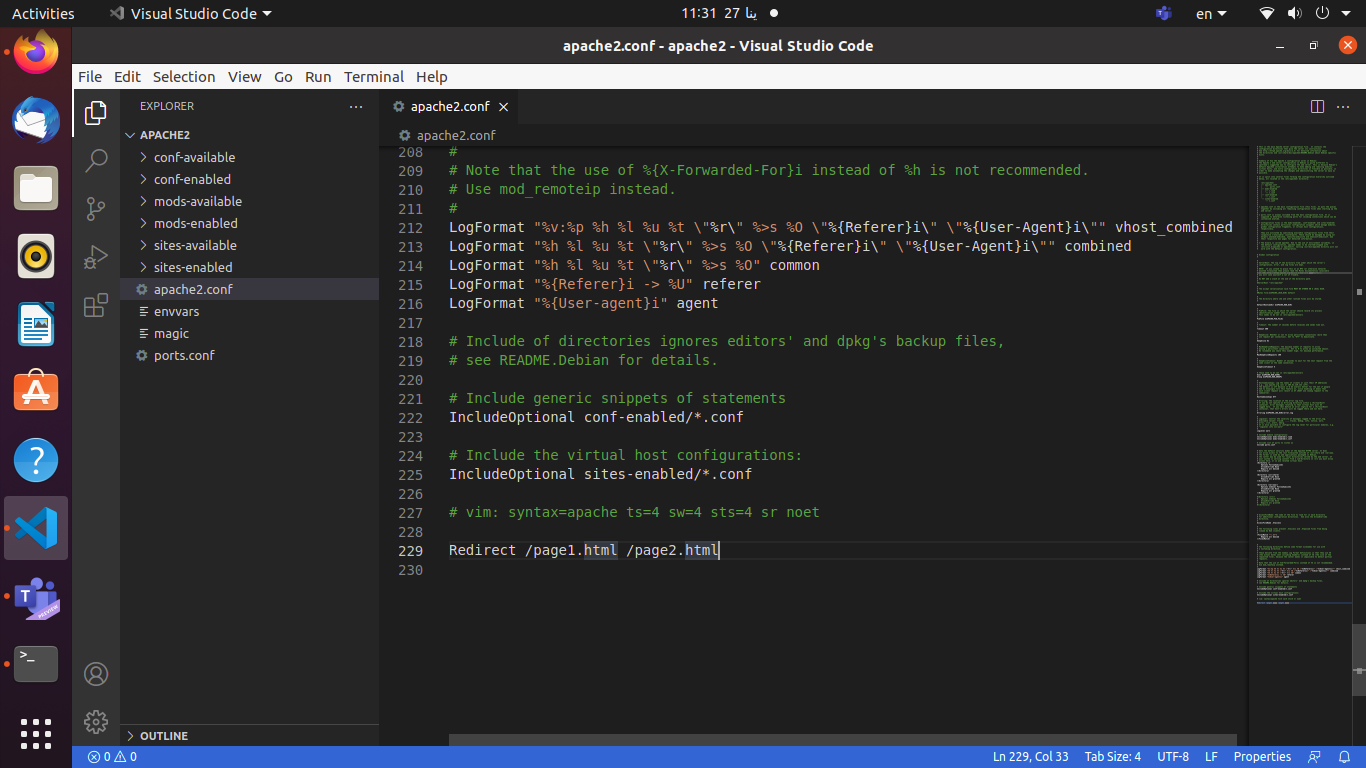 Activities
Visual Studio Code
11:31 27 ينا
en
apache2.conf - apache2 - Visual Studio Code
File Edit Selection View Go Run Terminal Help
EXPLORER
APACHE2
conf-available
conf-enabled
mods-available
mods-enabled
sites-available
sites-enabled
apache2.conf
envvars
magic
ports.conf
OUTLINE
apache2.conf
apache2.conf
208 #
209 # Note that the use of %{X-Forwarded-For}i instead of %h is not recommended.
210 # Use mod_remoteip instead.
211 #
212 LogFormat "%v:%p %h %l %u %t \"%r\" %>s %O \"%{Referer}i\" \"%{User-Agent}i\"" vhost_combined
213 LogFormat "%h %l %u %t \"%r\" %>s %O \"%{Referer}i\" \"%{User-Agent}i\"" combined
214 LogFormat "%h %l %u %t \"%r\" %>s %O" common
215 LogFormat "%{Referer}i -> %U" referer
216 LogFormat "%{User-agent}i" agent
217
218 # Include of directories ignores editors' and dpkg's backup files,
219 # see README.Debian for details.
220
221 # Include generic snippets of statements
222 IncludeOptional conf-enabled/*.conf
223
224 # Include the virtual host configurations:
225 IncludeOptional sites-enabled/*.conf
226
227 # vim: syntax=apache ts=4 sw=4 sts=4 sr noet
228
229 Redirect /page1.html /page2.html
230
PREVIEW
0 0
Ln 229, Col 33 Tab Size: 4 UTF-8 LF Properties